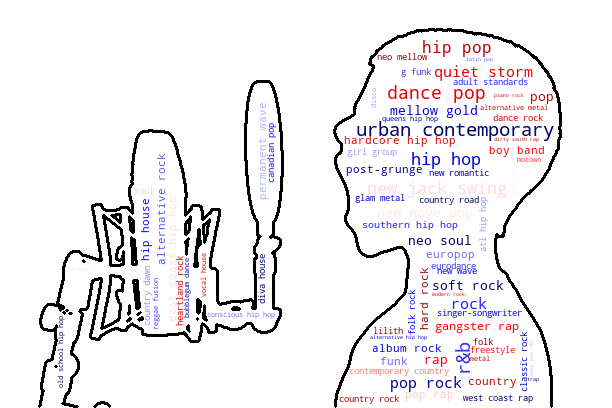 hip pop
neo mellow
latin pop
g funk
quiet storm
adult standards
disco
dance pop
piano rock
pop
mellow gold
alternative metal
queens hip hop
dance rock
urban contemporary
hardcore hip hop
dirty south rap
girl group
boy band
hip hop
motown
post-grunge
new romantic
new jack swing
glam metal
country road
new wave pop
atl hip hop
southern hip hop
neo soul
europop
eurodance
new wave
hard rock
soft rock
modern rock
folk rock
rock
singer-songwriter
gangster rap
lilith
alternative hip hop
folk
album rock
r&b
freestyle
classic rock
funk
rap
metal
contemporary country
pop rock
country
trap
country rock
pop rap
west coast rap
permanent wave
canadian pop
soul
hip house
alternative rock
east coast hip hop
country dawn
reggae fusion
heartland rock
bubblegum dance
vocal house
diva house
conscious hip hop
old school hip hop